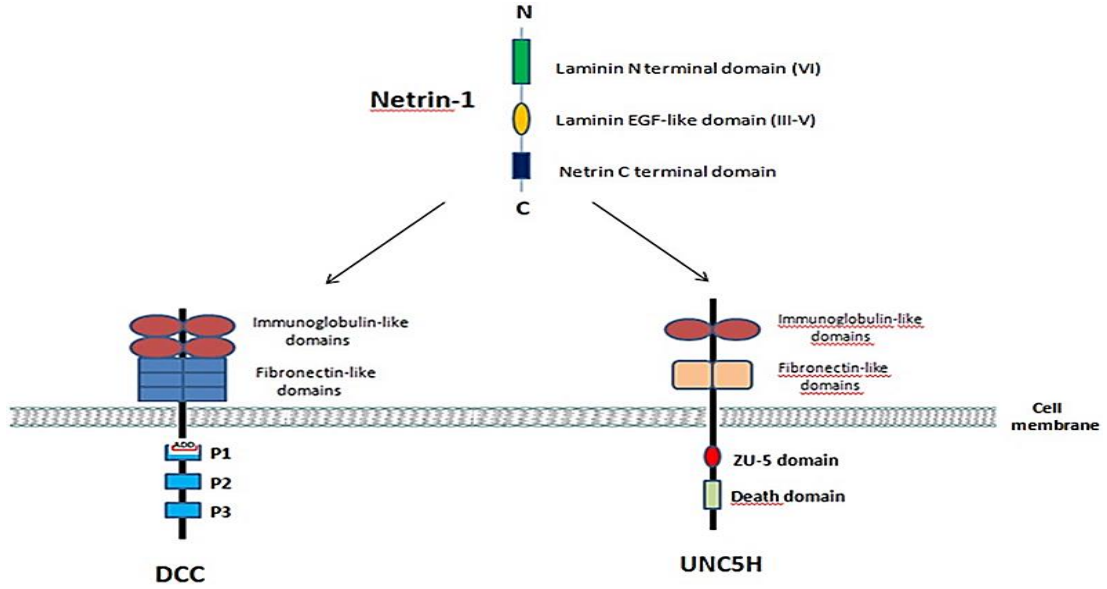 N
Laminin N terminal domain (VI)
Netrin-1
Laminin EGF-like domain (III-V)
Netrin C terminal domain
C
Immunoglobulin-like
domains
Fibronectin-like
domains
Immunoglobulin-like
domains
Fibronectin-like
domains
Cell
membrane
ADD
P1
P2
P3
ZU-5 domain
Death domain
DCC
UNC5H